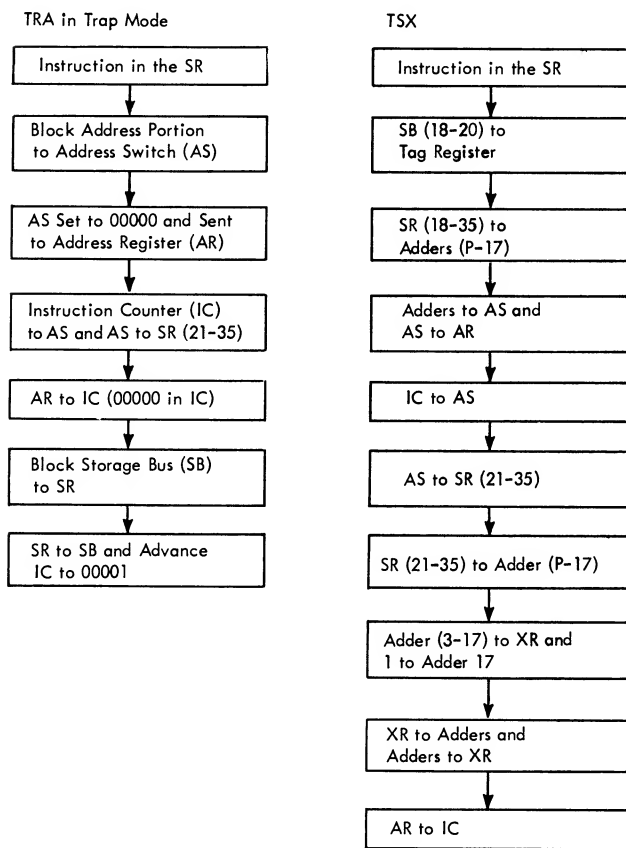 TRA in Trap Mode
Instruction in the SR
Block Address Portion
to Address Switch (AS)
AS Set to 00000 and Sent
to Address Register (AR)
Instruction Counter (IC)
to AS and AS to SR (21-35)
AR to IC (00000 in IC)
Block Storage Bus (SB)
to SR
SR to SB and Advance
IC to 00001
TSX
Instruction in the SR
SB (18-20) to
Tag Register
SR (18-35) to
Adders (P-17)
Adders to AS and
AS to AR
IC to AS
AS to SR (21-35)
SR (21-35) to Adder (P-17)
Adder (3-17) to XR and
1 to Adder 17
XR to Adders and
Adders to XR
AR to IC